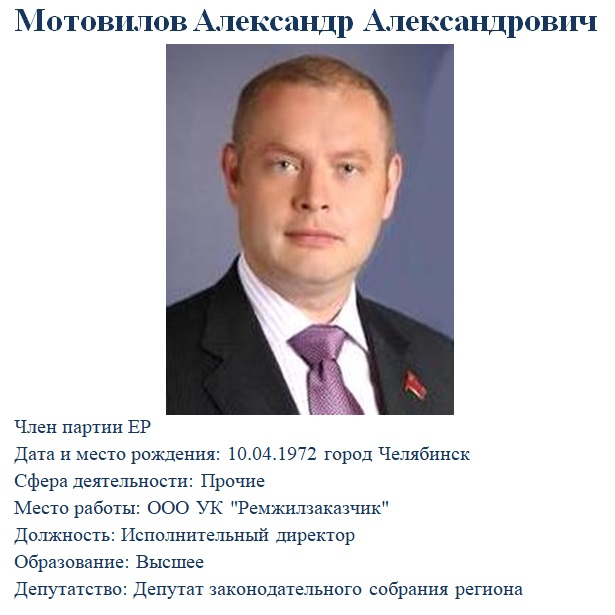 Мотовилов Александр Александрович
Член партии ЕР
Дата и место рождения: 10.04.1972 город Челябинск
Сфера деятельности: Прочие
Место работы: ООО УК "Ремжилзаказчик"
Должность: Исполнительный директор
Образование: Высшее
Депутатство: Депутат законодательного собрания региона